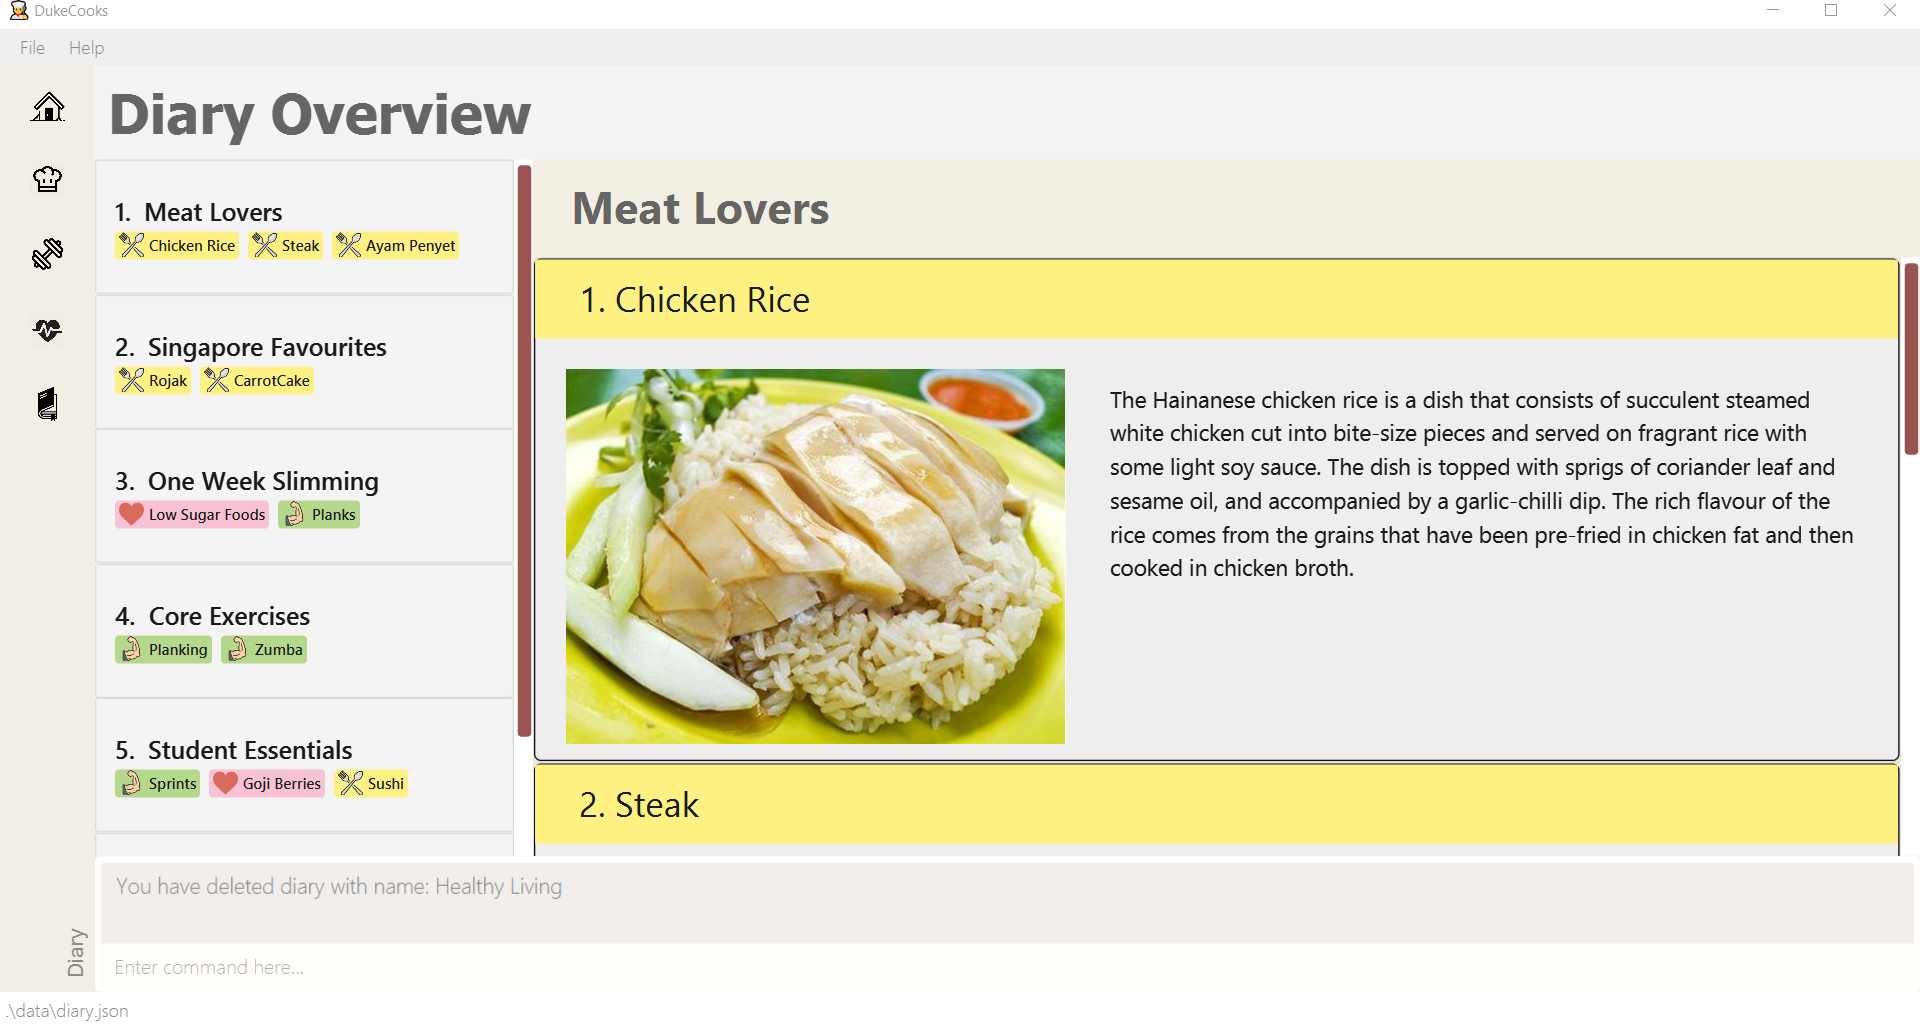 DukeCooks
File Help
Diary Overview
1. Meat Lovers
Chicken Rice Steak Ayam Penyet
2. Singapore Favourites
Rojak CarrotCake
3. One Week Slimming
Low Sugar Foods Planks
4. Core Exercises
Planking Zumba
5. Student Essentials
Sprints Goji Berries Sushi
Meat Lovers
1. Chicken Rice
The Hainanese chicken rice is a dish that consists of succulent steamed
white chicken cut into bite-size pieces and served on fragrant rice with
some light soy sauce. The dish is topped with sprigs of coriander leaf and
sesame oil, and accompanied by a garlic-chilli dip. The rich flavour of the
rice comes from the grains that have been pre-fried in chicken fat and then
cooked in chicken broth.
2. Steak
You have deleted diary with name: Healthy Living
Diary
Enter command here...
.\data\diary.json